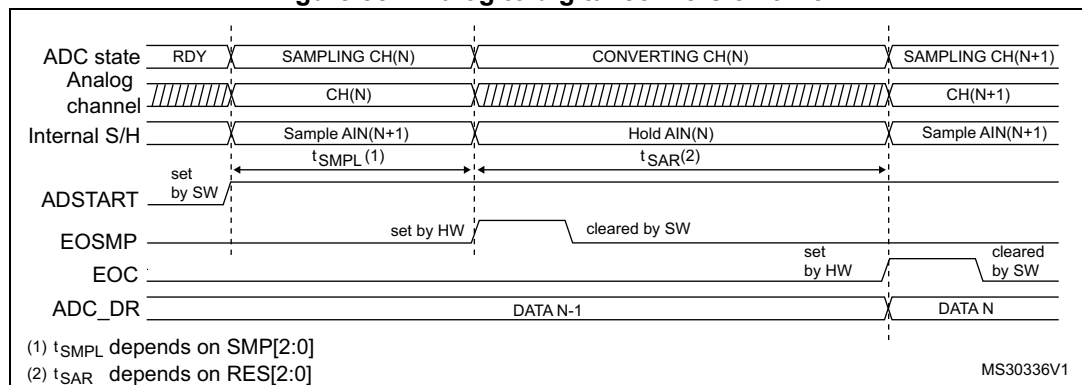 ADC state RDY SAMPLING CH(N) CONVERTING CH(N) SAMPLING CH(N+1)
Analog channel CH(N) CH(N+1)
Internal S/H Sample AIN(N+1) Hold AIN(N) Sample AIN(N+1)
tSMPL(1) tSAR(2)
set
by SW
ADSTART
set by HW cleared by SW
EOSMP
set cleared
by HW by SW
EOC
ADC_DR DATA N-1 DATA N
(1) tSMPL depends on SMP[2:0]
(2) tSAR depends on RES[2:0]
MS30336V1